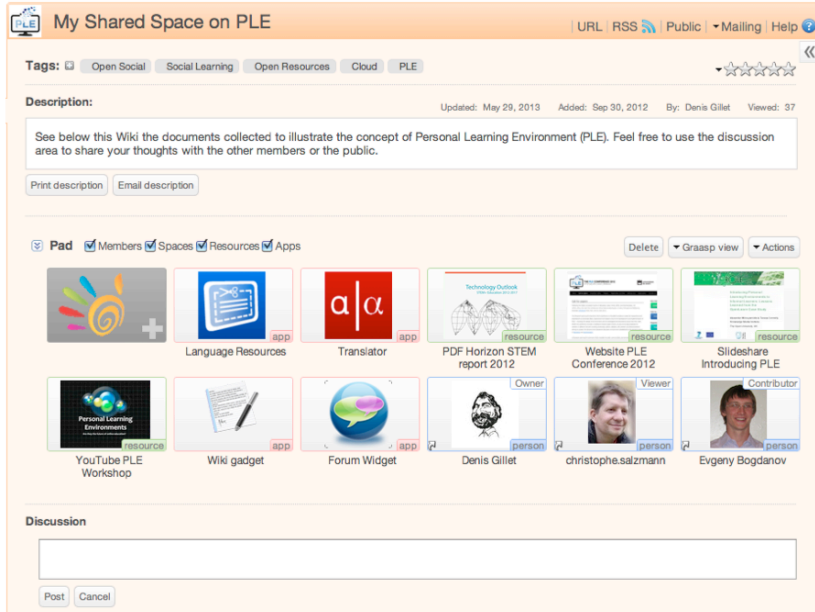 PLE
My Shared Space on PLE
URL RSS Public Mailing Help ?
Tags: Open Social Social Learning Open Resources Cloud PLE
Description:
Updated: May 29, 2013 Added: Sep 30, 2012 By: Denis Gillet Viewed: 37
See below this Wiki the documents collected to illustrate the concept of Personal Learning Environment (PLE). Feel free to use the discussion
area to share your thoughts with the other members or the public.
Print description Email description
Pad Members Spaces Resources Apps
Delete Graasp view Actions
α|α
Technology Outlook
app app resource resource resource
Language Resources Translator PDF Horizon STEM Website PLE Slideshare
report 2012 Conference 2012 Introducing PLE
Owner Viewer Contributor
Personal Learning
Environments
resource app app person person person
YouTube PLE Wiki gadget Forum Widget Denis Gillet christophe.salzmann Evgeny Bogdanov
Workshop
Discussion
Post Cancel